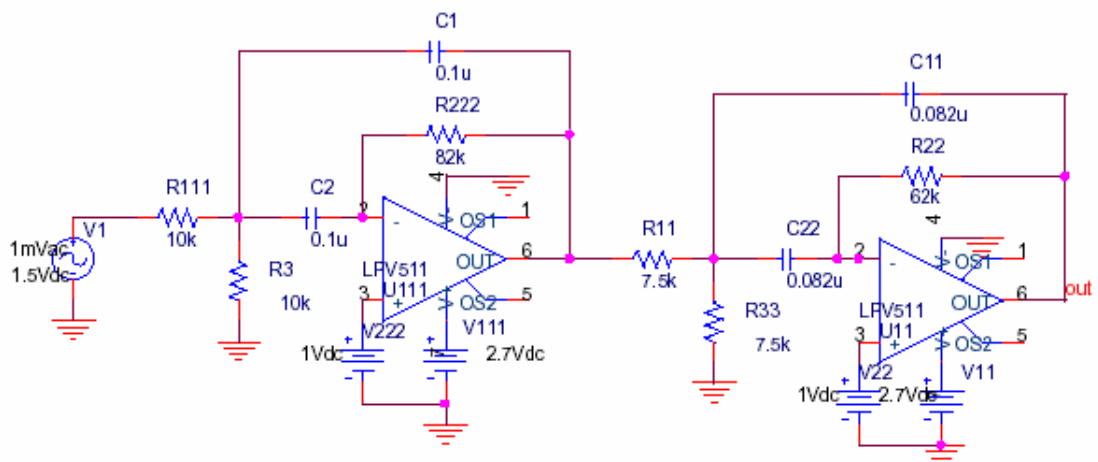 C1
0.1u
R222
82k
4
R111
10k
C2
0.1u
2
-
V
OS1
1
V1
1mVac
1.5Vdc
R3
10k
OUT
6
LPV511
U111
3
+
V
OS2
5
V222
V111
1Vdc
2.7Vdc
+
-
+
-
C11
0.082u
R22
62k
4
R11
7.5k
C22
0.082u
2
-
V
OS1
1
R33
7.5k
OUT
6
out
LPV511
U11
3
+
V
OS2
5
V22
V11
1Vdc
2.7Vdc
+
-
+
-